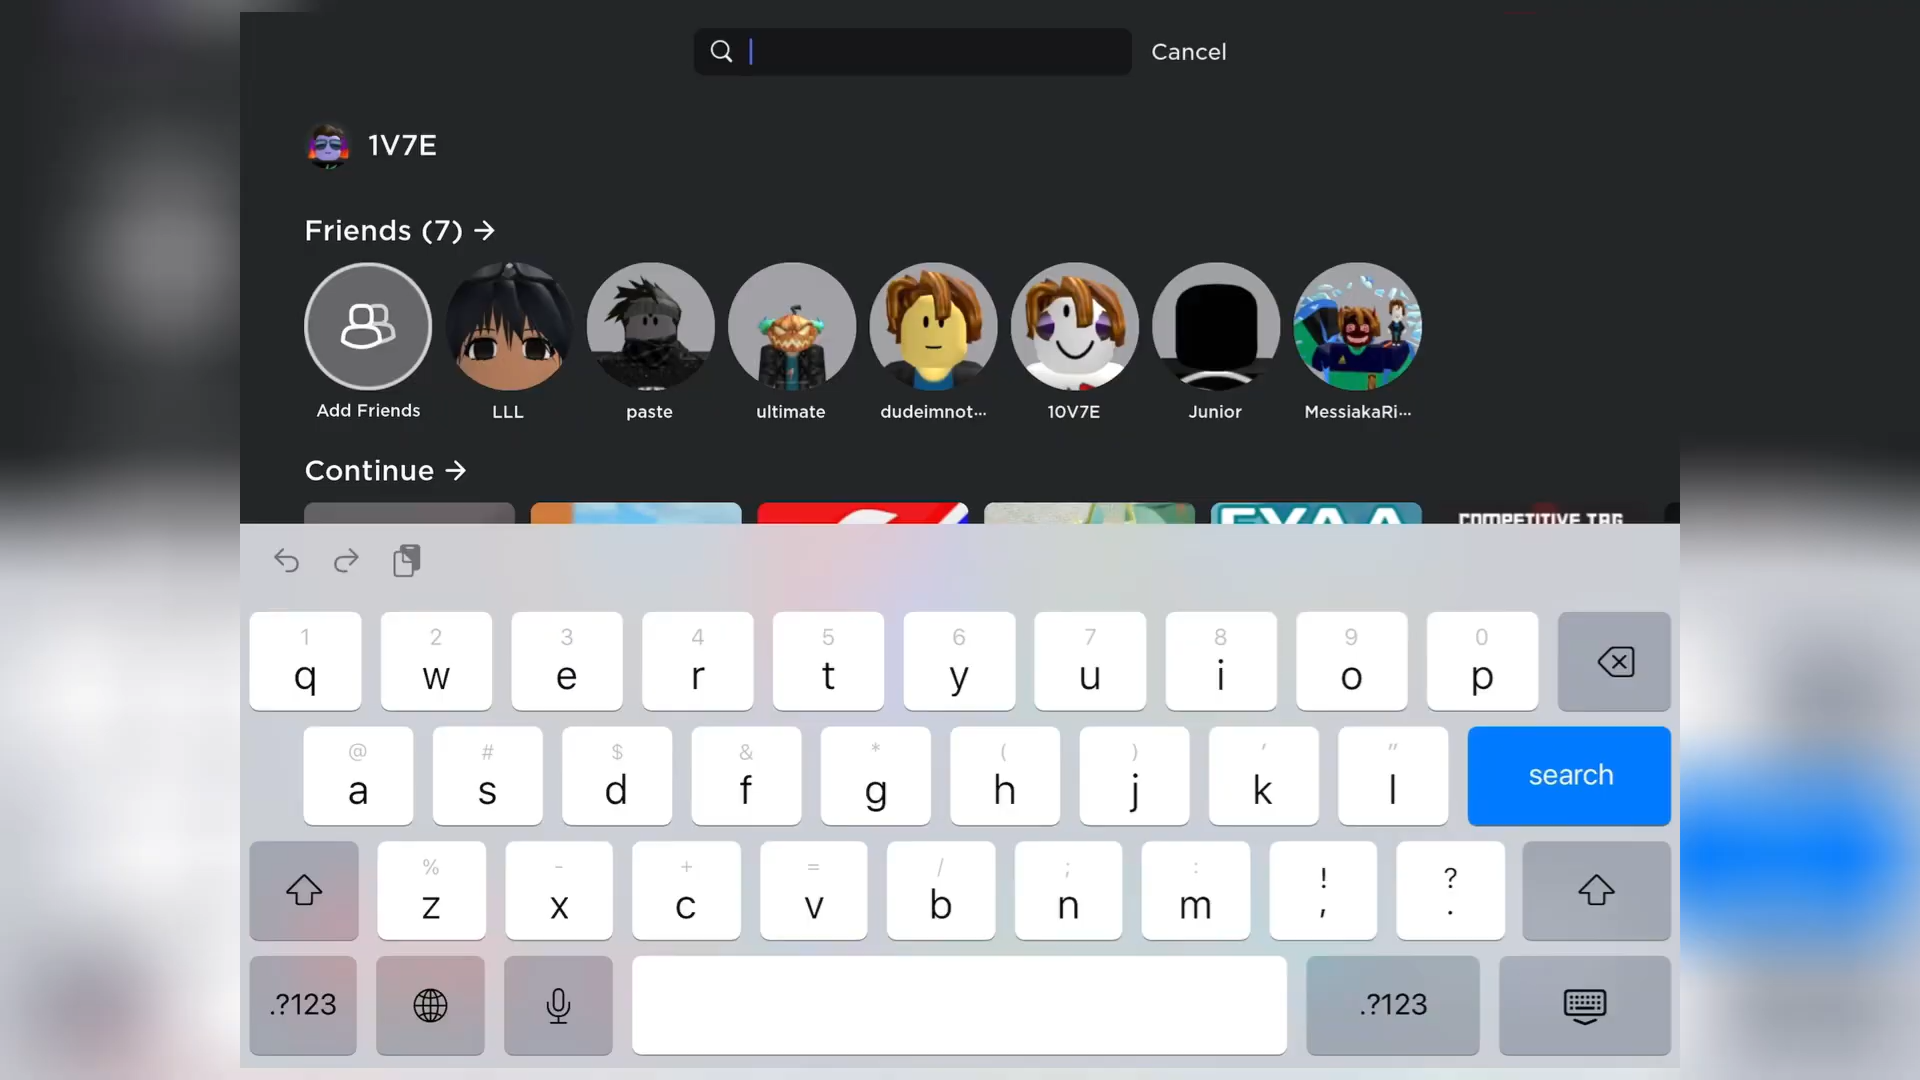 Cancel
1V7E
Friends (7) →
Add Friends LLL paste ultimate dudeimnot... 10V7E Junior MessiakaRi...
Continue →
COMPETITIVE TAG
1 2 3 4 5 6 7 8 9 0
q w e r t y u i o p
@ # $ & * ( ) ' "
a s d f g h j k l search
% - + = / ; : ! ?
z x c v b n m , .
.?123 .?123